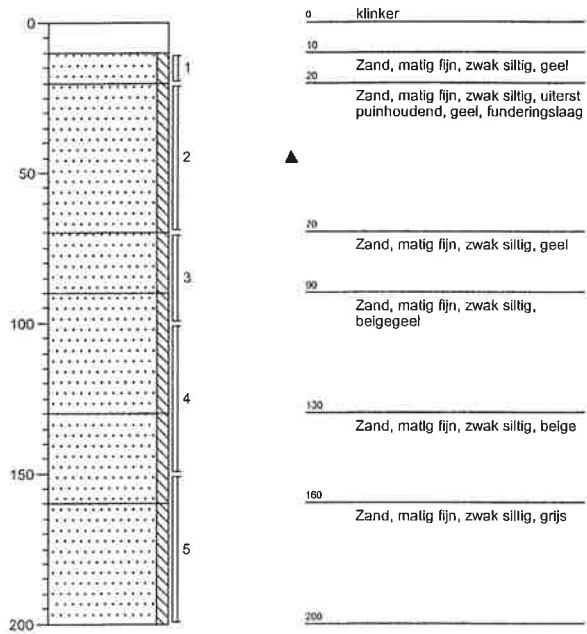 0
50
100
150
200
1
2
3
4
5
0
klinker
10
Zand, matig fijn, zwak siltig, geel
20
Zand, matig fijn, zwak siltig, uiterst
puinhoudend, geel, funderingslaag
70
Zand, matig fijn, zwak siltig, geel
90
Zand, matig fijn, zwak siltig,
beigegeel
130
Zand, matig fijn, zwak siltig, beige
160
Zand, matig fijn, zwak siltig, grijs
200